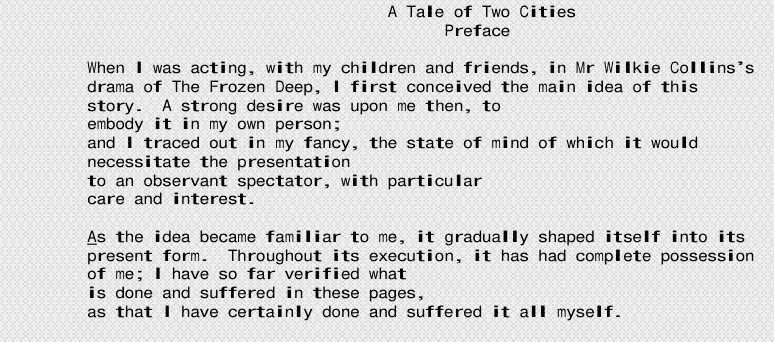 A Tale of Two Cities
Preface
When I was acting, with my children and friends, in Mr Wilkie Collins's
drama of The Frozen Deep, I first conceived the main idea of this
story.  A strong desire was upon me then, to
embody it in my own person;
and I traced out in my fancy, the state of mind of which it would
necessitate the presentation
to an observant spectator, with particular
care and interest.
As the idea became familiar to me, it gradually shaped itself into its
present form.  Throughout its execution, it has had complete possession
of me; I have so far verified what
is done and suffered in these pages,
as that I have certainly done and suffered it all myself.